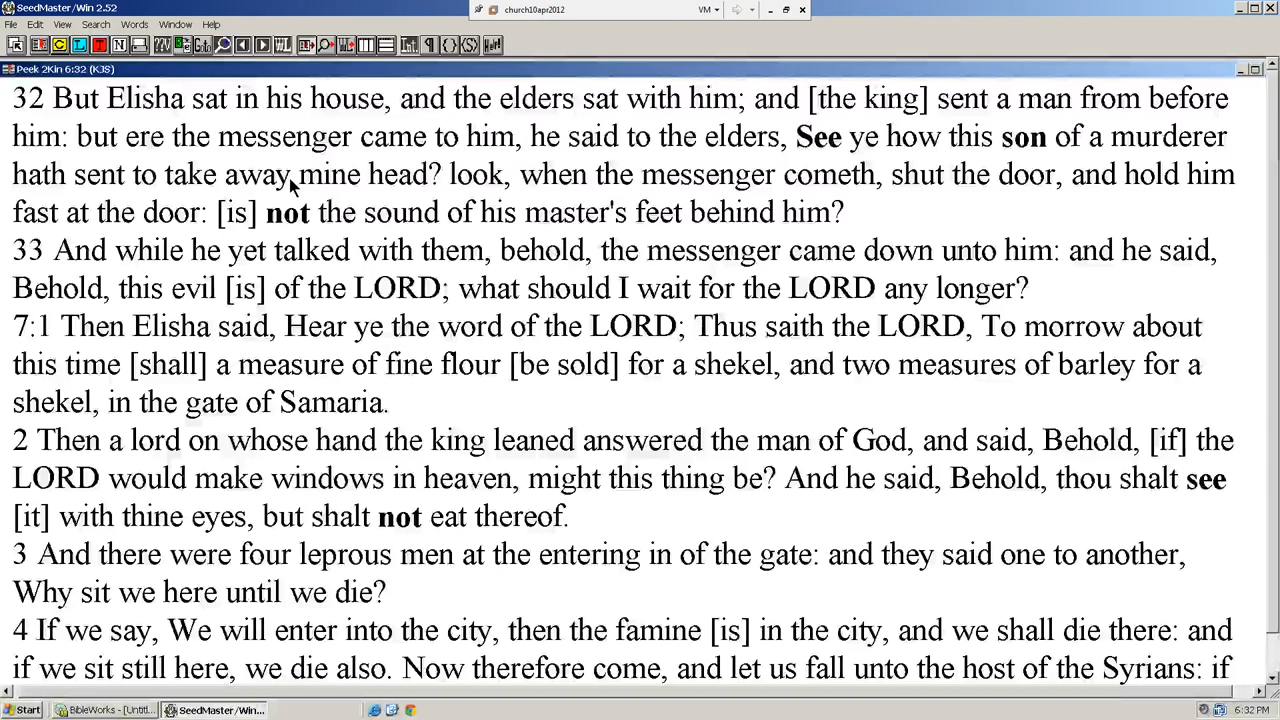 SeedMaster/Win 2.52
church10apr2012
VM
File Edit View Search Words Window Help
Peek 2Kin 6:32 (KJS)
32 But Elisha sat in his house, and the elders sat with him; and [the king] sent a man from before
him: but ere the messenger came to him, he said to the elders, See ye how this son of a murderer
hath sent to take away mine head? look, when the messenger cometh, shut the door, and hold him
fast at the door: [is] not the sound of his master's feet behind him?
33 And while he yet talked with them, behold, the messenger came down unto him: and he said,
Behold, this evil [is] of the LORD; what should I wait for the LORD any longer?
7:1 Then Elisha said, Hear ye the word of the LORD; Thus saith the LORD, To morrow about
this time [shall] a measure of fine flour [be sold] for a shekel, and two measures of barley for a
shekel, in the gate of Samaria.
2 Then a lord on whose hand the king leaned answered the man of God, and said, Behold, [if] the
LORD would make windows in heaven, might this thing be? And he said, Behold, thou shalt see
[it] with thine eyes, but shalt not eat thereof.
3 And there were four leprous men at the entering in of the gate: and they said one to another,
Why sit we here until we die?
4 If we say, We will enter into the city, then the famine [is] in the city, and we shall die there: and
if we sit still here, we die also. Now therefore come, and let us fall unto the host of the Syrians: if
Start BibleWorks - [Untitl... SeedMaster/Win... 6:32 PM